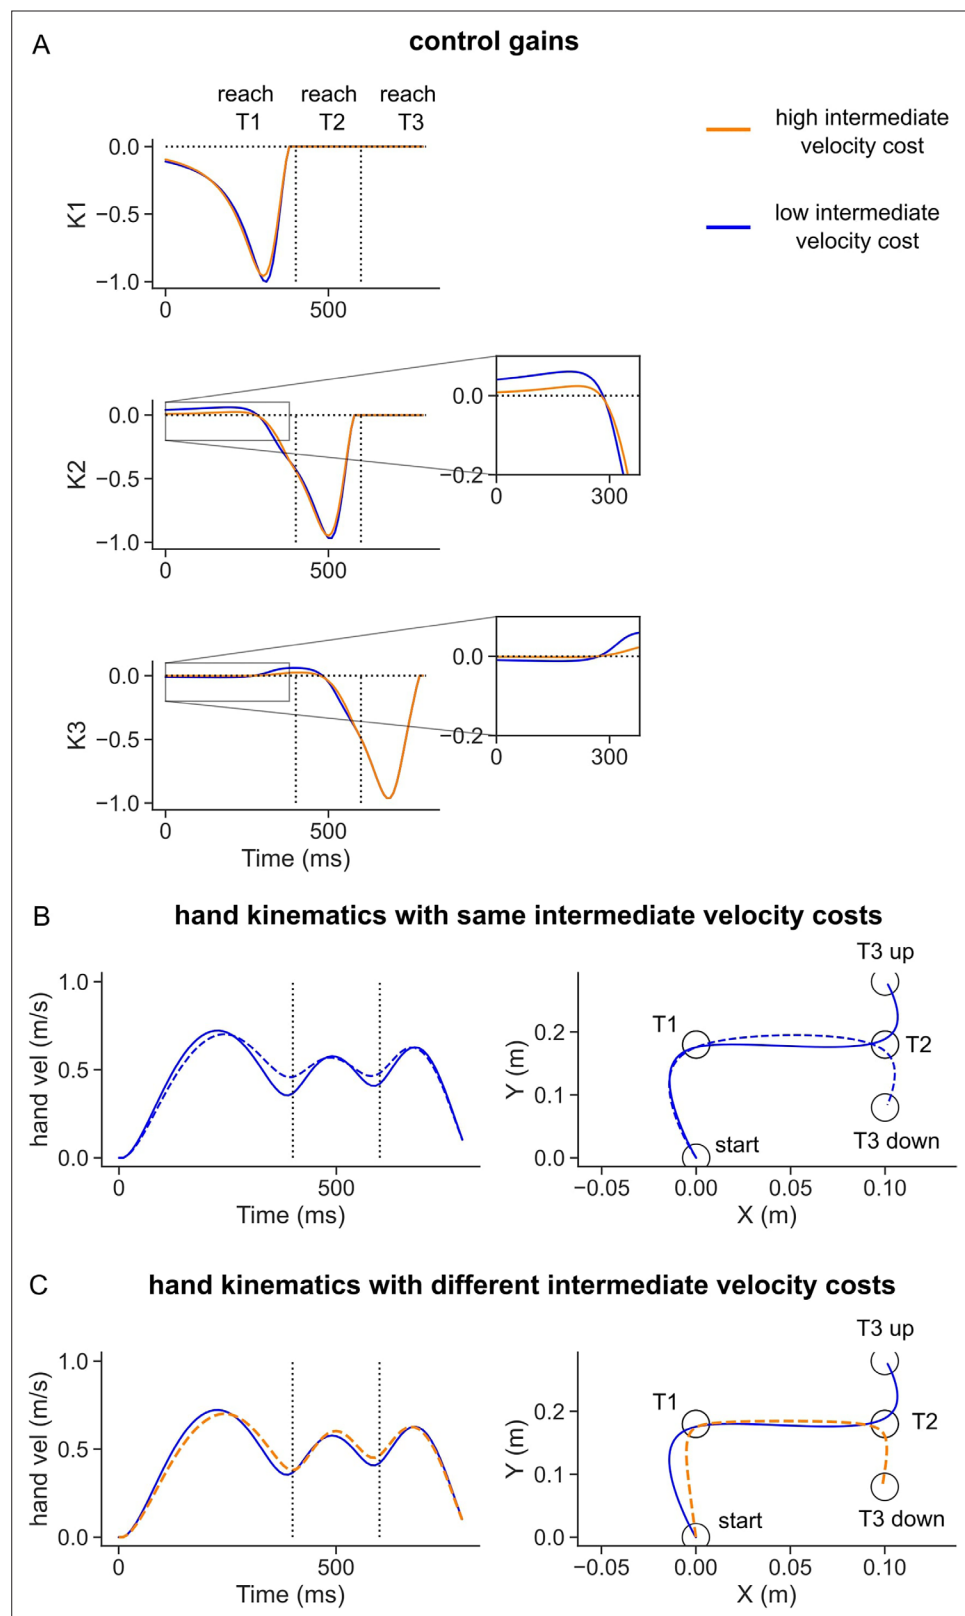 A
control gains
reach
T1
reach
T2
reach
T3
high intermediate
velocity cost
low intermediate
velocity cost
0.0
−0.5
−1.0
K1
0
500
0.0
−0.5
−1.0
K2
0
500
0.0
−0.2
0
300
0.0
−0.5
−1.0
K3
0
500
Time (ms)
0.0
−0.2
0
300
B
hand kinematics with same intermediate velocity costs
1.0
0.5
0.0
hand vel (m/s)
0
500
Time (ms)
T3 up
T1
T2
T3 down
start
0.2
0.1
0.0
Y (m)
−0.05
0.00
0.05
0.10
X (m)
C
hand kinematics with different intermediate velocity costs
1.0
0.5
0.0
hand vel (m/s)
0
500
Time (ms)
T3 up
T1
T2
T3 down
start
0.2
0.1
0.0
Y (m)
−0.05
0.00
0.05
0.10
X (m)